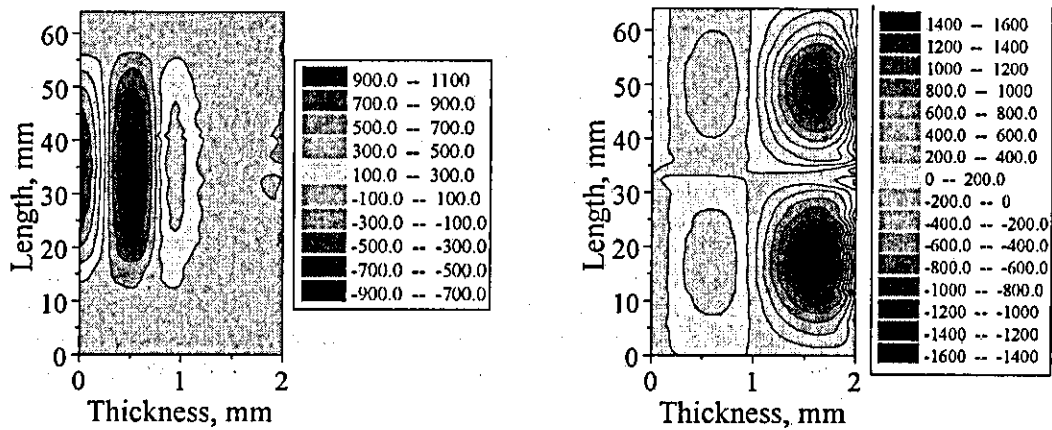 60
50
40
30
20
10
0
Length, mm
0
1
2
Thickness, mm
900.0 -- 1100
700.0 -- 900.0
500.0 -- 700.0
300.0 -- 500.0
100.0 -- 300.0
-100.0 -- 100.0
-300.0 -- -100.0
-500.0 -- -300.0
-700.0 -- -500.0
-900.0 -- -700.0
60
50
40
30
20
10
0
Length, mm
0
1
2
Thickness, mm
1400 -- 1600
1200 -- 1400
1000 -- 1200
800.0 -- 1000
600.0 -- 800.0
400.0 -- 600.0
200.0 -- 400.0
0 -- 200.0
-200.0 -- 0
-400.0 -- -200.0
-600.0 -- -400.0
-800.0 -- -600.0
-1000 -- -800.0
-1200 -- -1000
-1400 -- -1200
-1600 -- -1400